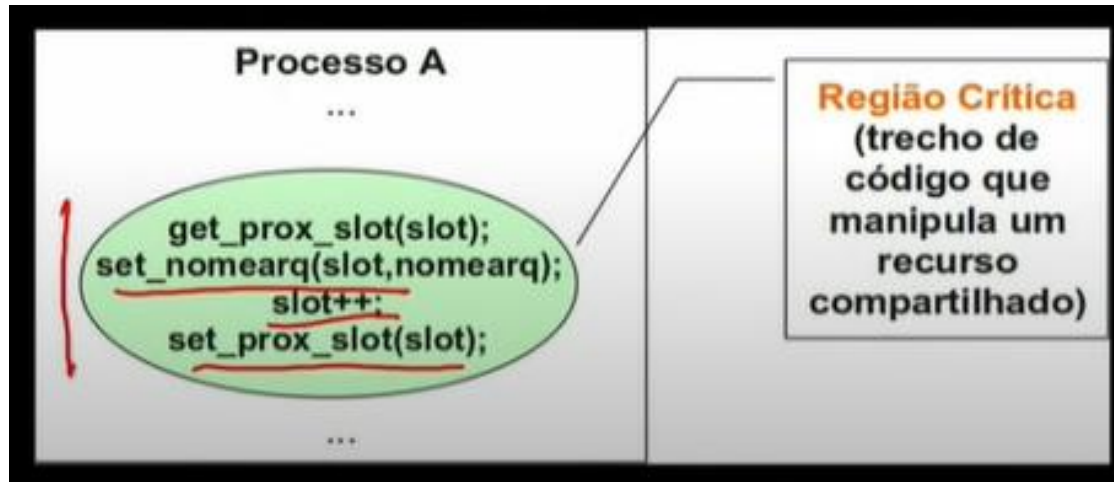 Processo A
...
get_prox_slot(slot);
set_nomearq(slot,nomearq);
slot++;
set_prox_slot(slot);
...
Região Crítica
(trecho de
código que
manipula um
recurso
compartilhado)